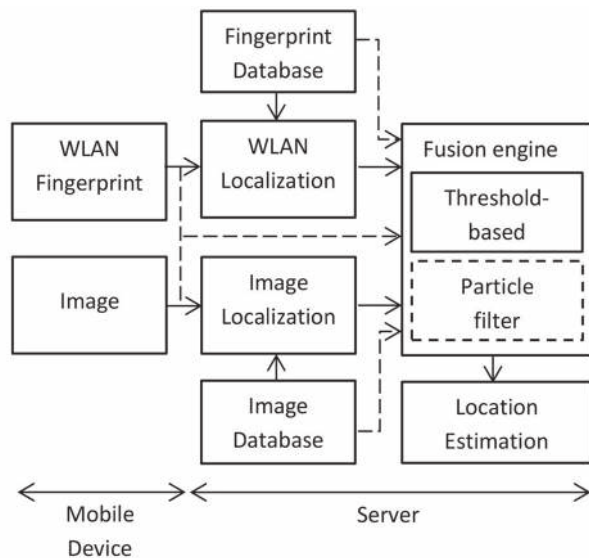 Fingerprint
Database
WLAN
Fingerprint
WLAN
Localization
Fusion engine
Threshold-
based
Image
Image
Localization
Particle
filter
Image
Database
Location
Estimation
Mobile
Device
Server